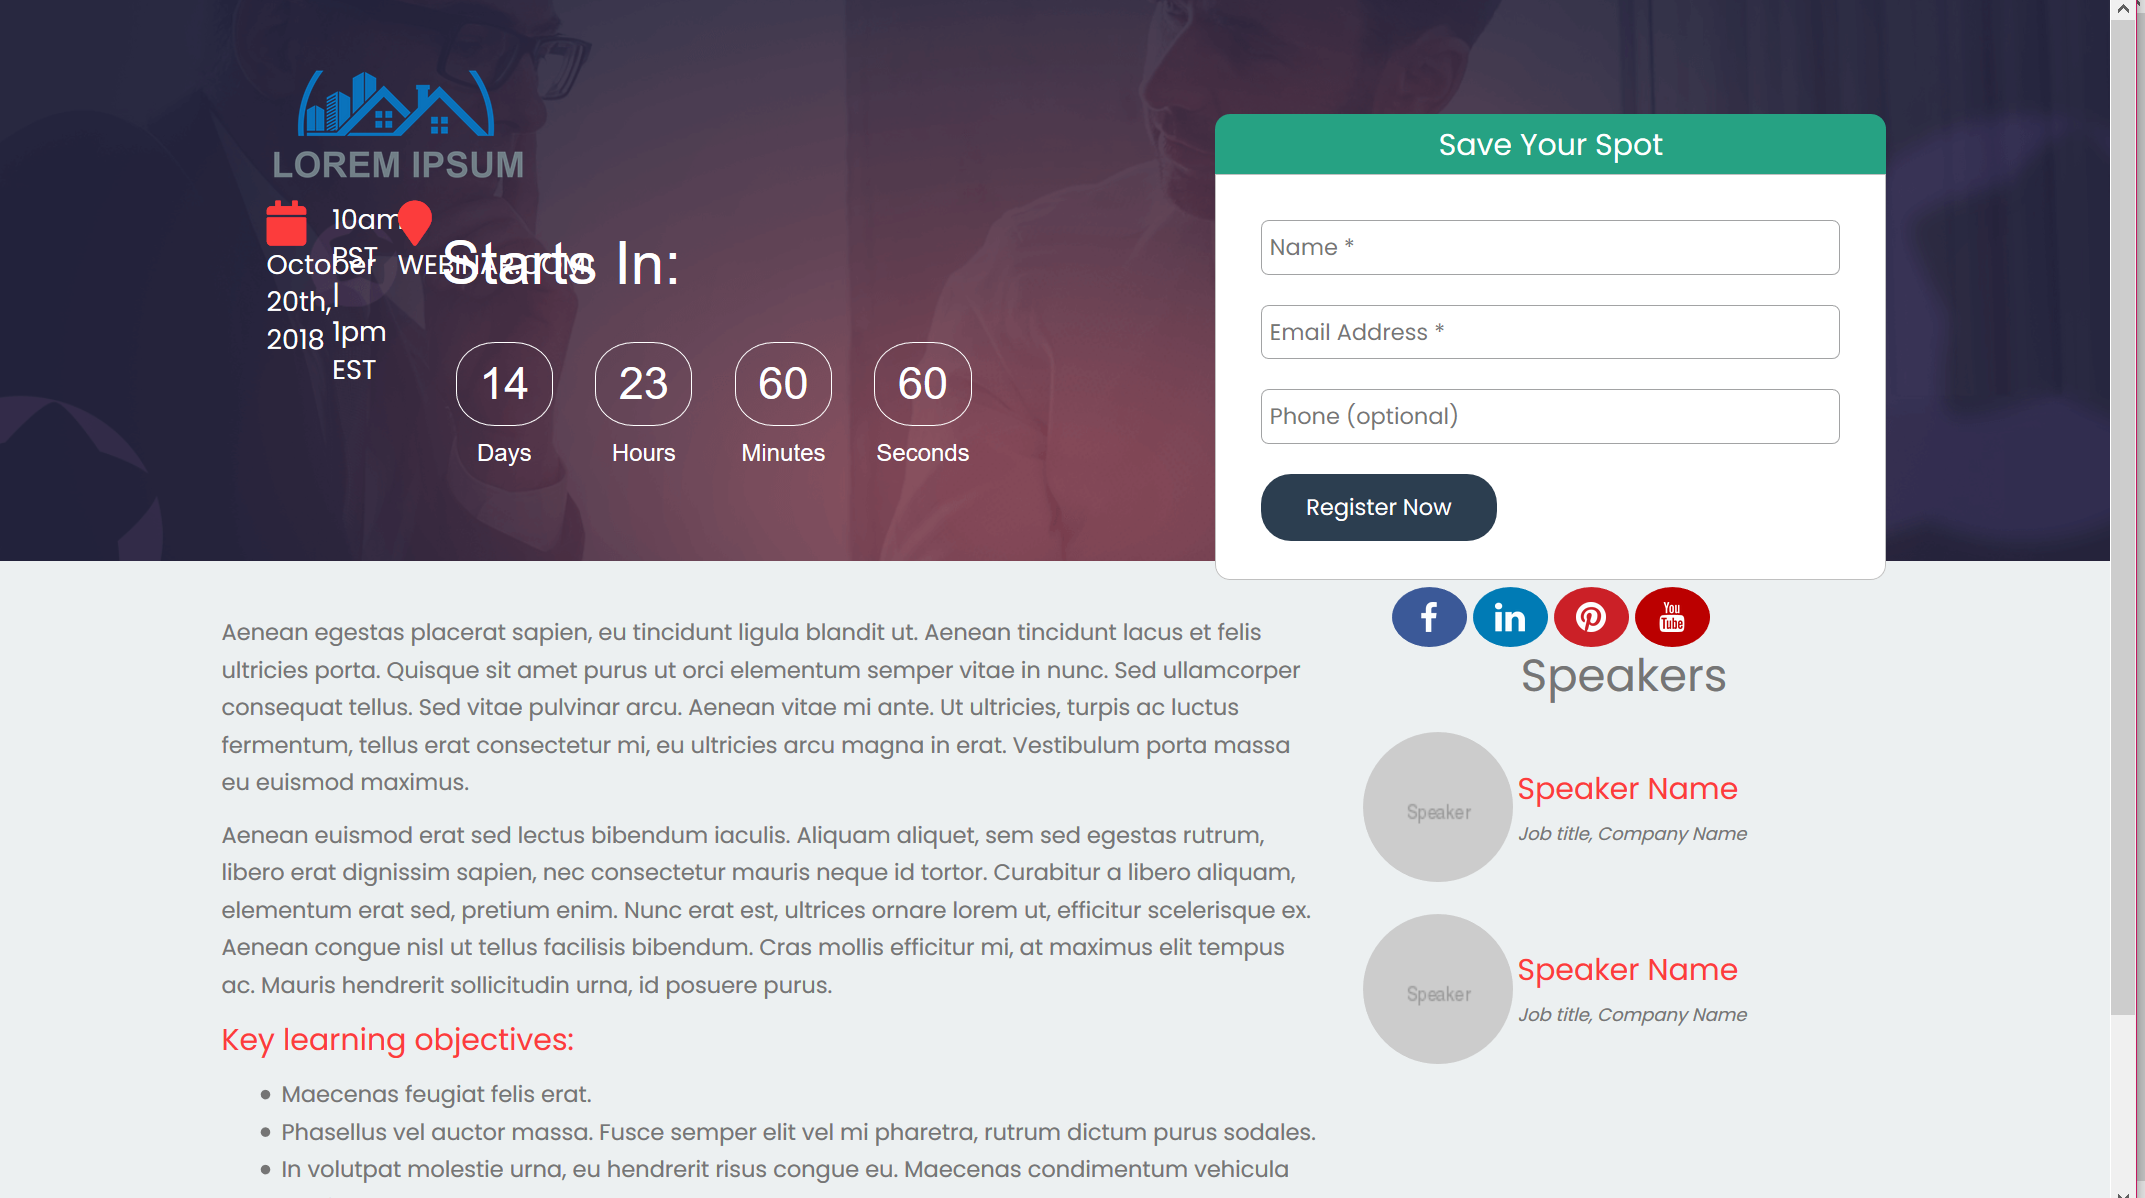 LOREM IPSUM
10am
PST
|
1pm
EST
October
20th,
2018
WEBINAR.COM
Starts In:
14
23
60
60
Days
Hours
Minutes
Seconds
Save Your Spot
Name *
Email Address *
Phone (optional)
Register Now
Aenean egestas placerat sapien, eu tincidunt ligula blandit ut. Aenean tincidunt lacus et felis
ultricies porta. Quisque sit amet purus ut orci elementum semper vitae in nunc. Sed ullamcorper
consequat tellus. Sed vitae pulvinar arcu. Aenean vitae mi ante. Ut ultricies, turpis ac luctus
fermentum, tellus erat consectetur mi, eu ultricies arcu magna in erat. Vestibulum porta massa
eu euismod maximus.
Aenean euismod erat sed lectus bibendum iaculis. Aliquam aliquet, sem sed egestas rutrum,
libero erat dignissim sapien, nec consectetur mauris neque id tortor. Curabitur a libero aliquam,
elementum erat sed, pretium enim. Nunc erat est, ultrices ornare lorem ut, efficitur scelerisque ex.
Aenean congue nisl ut tellus facilisis bibendum. Cras mollis efficitur mi, at maximus elit tempus
ac. Mauris hendrerit sollicitudin urna, id posuere purus.
Key learning objectives:
Maecenas feugiat felis erat.
Phasellus vel auctor massa. Fusce semper elit vel mi pharetra, rutrum dictum purus sodales.
In volutpat molestie urna, eu hendrerit risus congue eu. Maecenas condimentum vehicula
f
in
You
Tube
Speakers
Speaker
Speaker Name
Job title, Company Name
Speaker
Speaker Name
Job title, Company Name